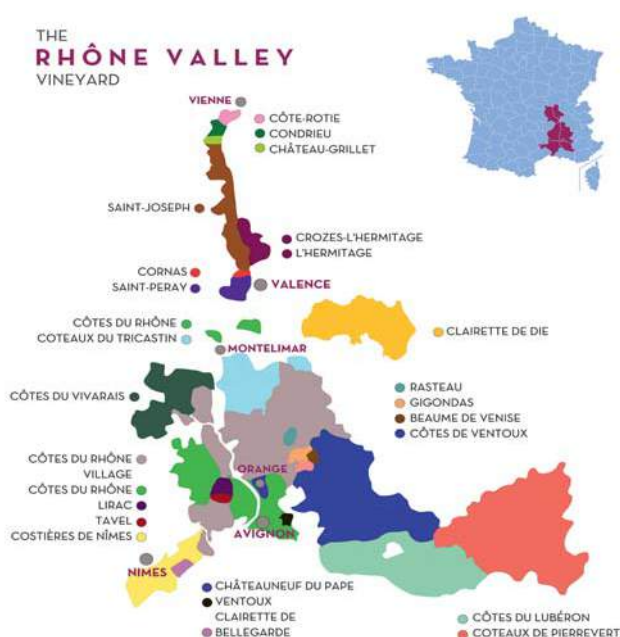 THE
RHÔNE VALLEY
VINEYARD
VIENNE
CÔTE-ROTIE
CONDRIEU
CHÂTEAU-GRILLET
SAINT-JOSEPH
CROZES-L'HERMITAGE
L'HERMITAGE
CORNAS
SAINT-PERAY
VALENCE
CÔTES DU RHÔNE
COTEAUX DU TRICASTIN
CLAIRETTE DE DIE
MONTELIMAR
CÔTES DU VIVARAIS
RASTEAU
GIGONDAS
BEAUME DE VENISE
CÔTES DE VENTOUX
CÔTES DU RHÔNE
VILLAGE
CÔTES DU RHÔNE
LIRAC
TAVEL
COSTIÈRES DE NÎMES
ORANGE
AVIGNON
NIMES
CHÂTEAUNEUF DU PAPE
VENTOUX
CLAIRETTE DE
BELLEGARDE
CÔTES DU LUBÉRON
COTEAUX DE PIERREVERT